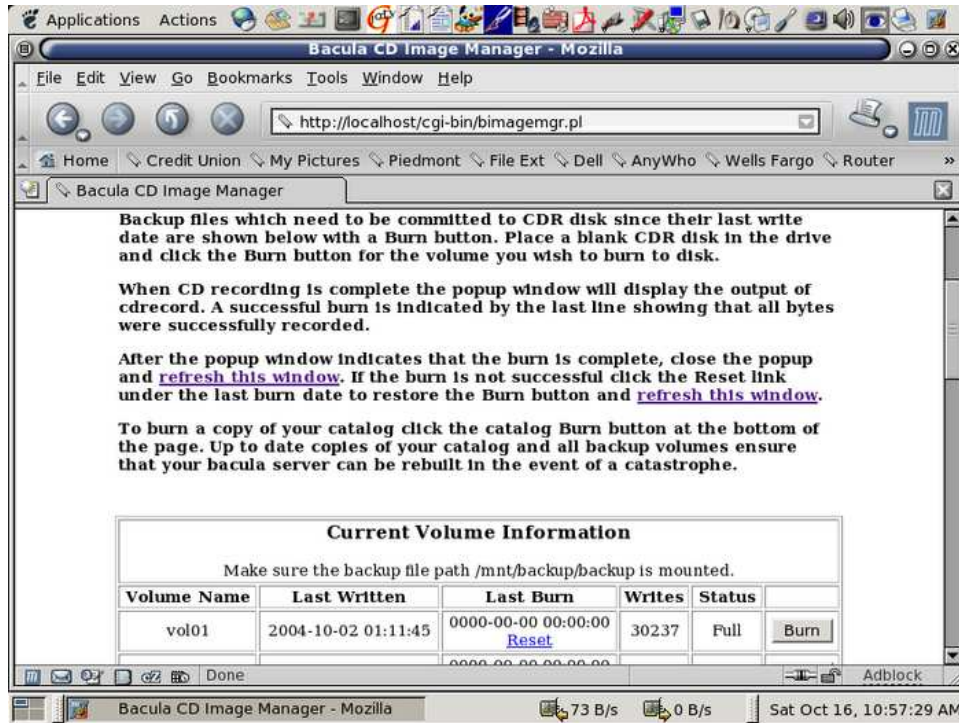 Applications Actions
Bacula CD Image Manager - Mozilla
File Edit View Go Bookmarks Tools Window Help
http://localhost/cgi-bin/bimagemgr.pl
Home Credit Union My Pictures Piedmont File Ext Dell AnyWho Wells Fargo Router »
Bacula CD Image Manager
Backup files which need to be committed to CDR disk since their last write
date are shown below with a Burn button. Place a blank CDR disk in the drive
and click the Burn button for the volume you wish to burn to disk.
When CD recording is complete the popup window will display the output of
cdrecord. A successful burn is indicated by the last line showing that all bytes
were successfully recorded.
After the popup window indicates that the burn is complete, close the popup
and refresh this window. If the burn is not successful click the Reset link
under the last burn date to restore the Burn button and refresh this window.
To burn a copy of your catalog click the catalog Burn button at the bottom of
the page. Up to date copies of your catalog and all backup volumes ensure
that your bacula server can be rebuilt in the event of a catastrophe.
Current Volume Information
Make sure the backup file path /mnt/backup/backup is mounted.
Volume Name Last Written Last Burn Writes Status
vol01 2004-10-02 01:11:45 0000-00-00 00:00:00 30237 Full Burn
Reset
0000-00-00 00:00:00
Done Adblock
Bacula CD Image Manager - Mozilla 73 B/s 0 B/s Sat Oct 16, 10:57:29 AM